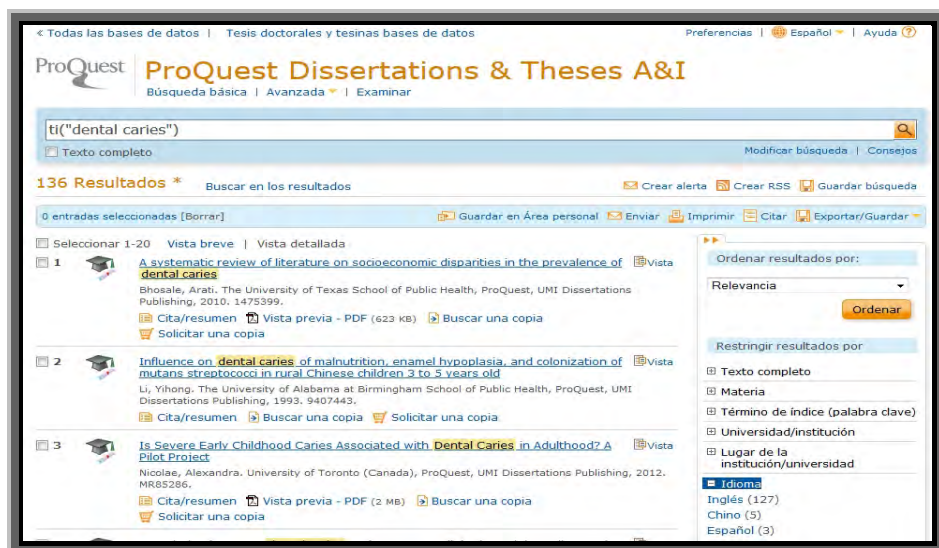 < Todas las bases de datos | Tesis doctorales y tesinas bases de datos
Preferencias | Español | Ayuda ?
ProQuest
ProQuest Dissertations & Theses A&I
Búsqueda básica | Avanzada | Examinar
ti("dental caries")
Texto completo
Modificar búsqueda | Consejos
136 Resultados * Buscar en los resultados
Crear alerta Crear RSS Guardar búsqueda
0 entradas seleccionadas [Borrar]
Guardar en Área personal Enviar Imprimir Citar Exportar/Guardar
Seleccionar 1-20 Vista breve | Vista detallada
1 A systematic review of literature on socioeconomic disparities in the prevalence of Vista
dental caries
Bhosale, Arati. The University of Texas School of Public Health, ProQuest, UMI Dissertations
Publishing, 2010. 1475399.
Cita/resumen Vista previa - PDF (623 KB) Buscar una copia
Solicitar una copia
2 Influence on dental caries of malnutrition, enamel hypoplasia, and colonization of Vista
mutans streptococci in rural Chinese children 3 to 5 years old
Li, Yihong. The University of Alabama at Birmingham School of Public Health, ProQuest, UMI
Dissertations Publishing, 1993. 9407443.
Cita/resumen Buscar una copia Solicitar una copia
3 Is Severe Early Childhood Caries Associated with Dental Caries in Adulthood? A Vista
Pilot Project
Nicolae, Alexandra. University of Toronto (Canada), ProQuest, UMI Dissertations Publishing, 2012.
MR85286.
Cita/resumen Vista previa - PDF (2 MB) Buscar una copia
Solicitar una copia
Ordenar resultados por:
Relevancia
Ordenar
Restringir resultados por
Texto completo
Materia
Término de índice (palabra clave)
Universidad/institución
Lugar de la
institución/universidad
Idioma
Inglés (127)
Chino (5)
Español (3)